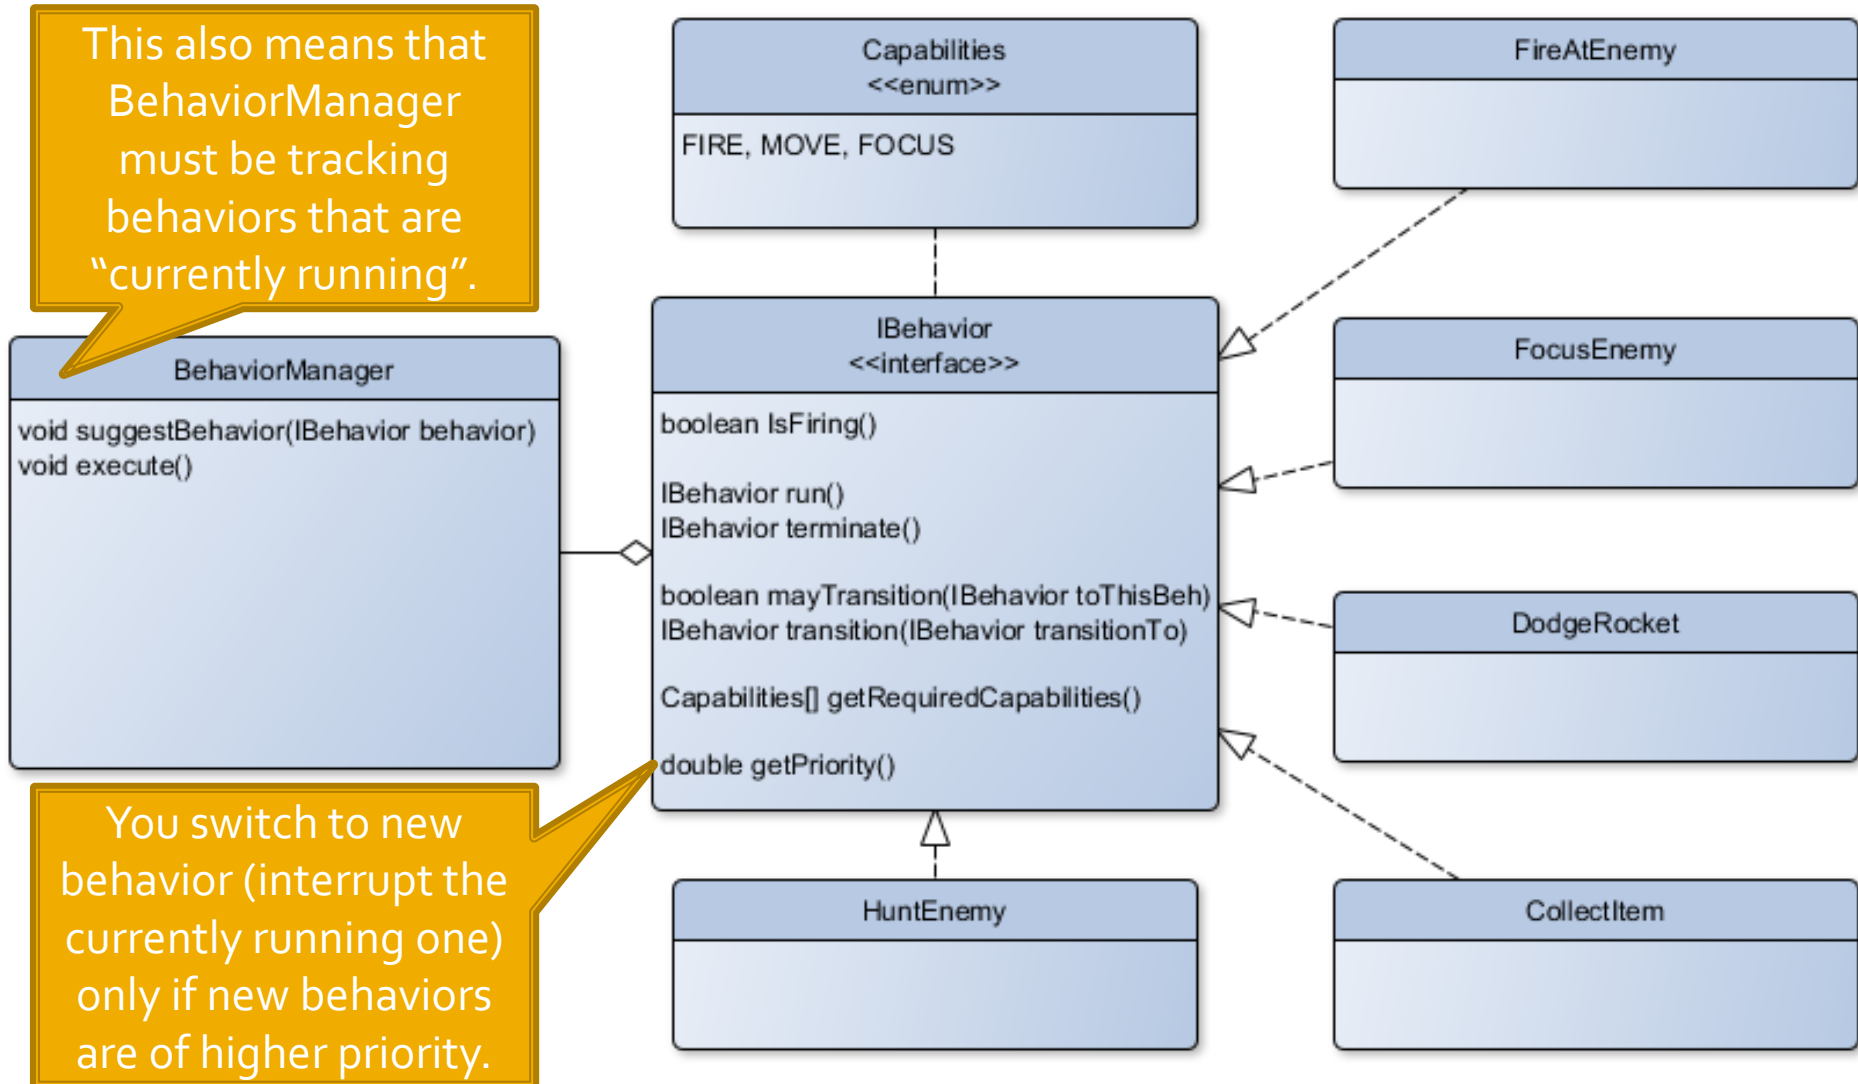 This also means that
BehaviorManager
must be tracking
behaviors that are
“currently running”.
Capabilities
<<enum>>
FIRE, MOVE, FOCUS
FireAtEnemy
BehaviorManager
void suggestBehavior(IBehavior behavior)
void execute()
IBehavior
<<interface>>
boolean IsFiring()
IBehavior run()
IBehavior terminate()
boolean mayTransition(IBehavior toThisBeh)
IBehavior transition(IBehavior transitionTo)
Capabilities[] getRequiredCapabilities()
double getPriority()
FocusEnemy
DodgeRocket
You switch to new
behavior (interrupt the
currently running one)
only if new behaviors
are of higher priority.
HuntEnemy
CollectItem